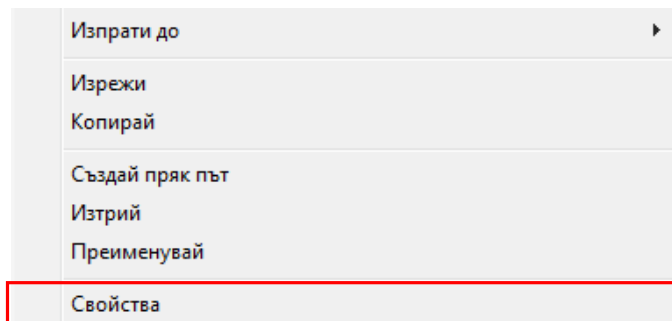 Изпрати до
Изрежи
Копирай
Създай пряк път
Изтрий
Преименувай
Свойства